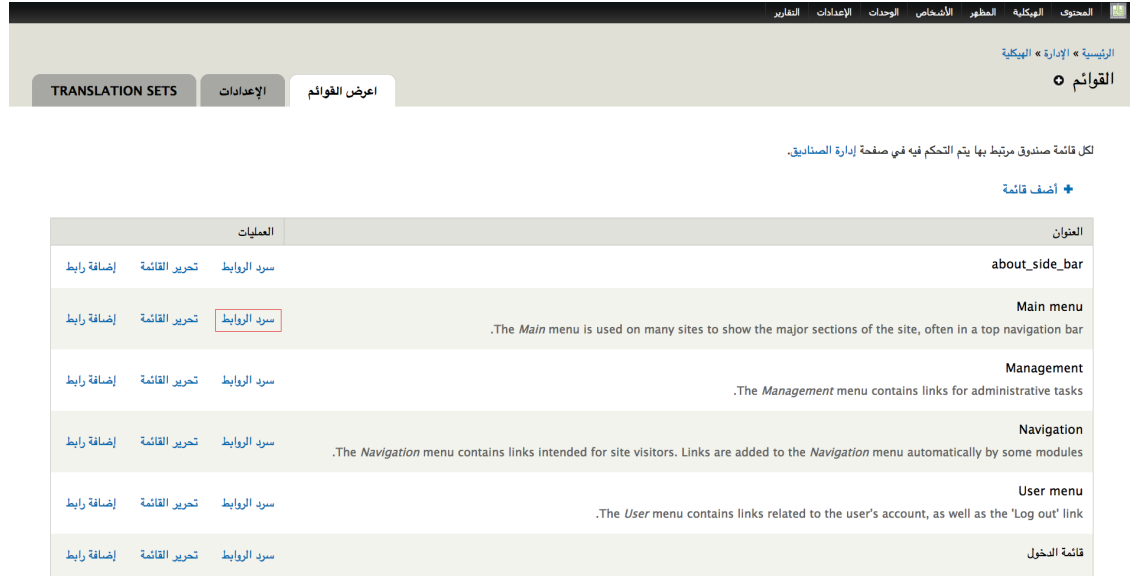 المحتوى الهيكلية المظهر الأشخاص الوحدات الإعدادات التقارير
الرئيسية » الإدارة » الهيكلية
القوائم
اعرض القوائم الإعدادات TRANSLATION SETS
لكل قائمة صندوق مرتبط بها يتم التحكم فيه في صفحة إدارة الصناديق.
أضف قائمة
العنوان العمليات
about_side_bar سرد الروابط تحرير القائمة إضافة رابط
Main menu
سرد الروابط تحرير القائمة إضافة رابط
The Main menu is used on many sites to show the major sections of the site, often in a top navigation bar.
Management
سرد الروابط تحرير القائمة إضافة رابط
The Management menu contains links for administrative tasks.
Navigation
سرد الروابط تحرير القائمة إضافة رابط
The Navigation menu contains links intended for site visitors. Links are added to the Navigation menu automatically by some modules.
User menu
سرد الروابط تحرير القائمة إضافة رابط
The User menu contains links related to the user's account, as well as the 'Log out' link.
قائمة الدخول سرد الروابط تحرير القائمة إضافة رابط